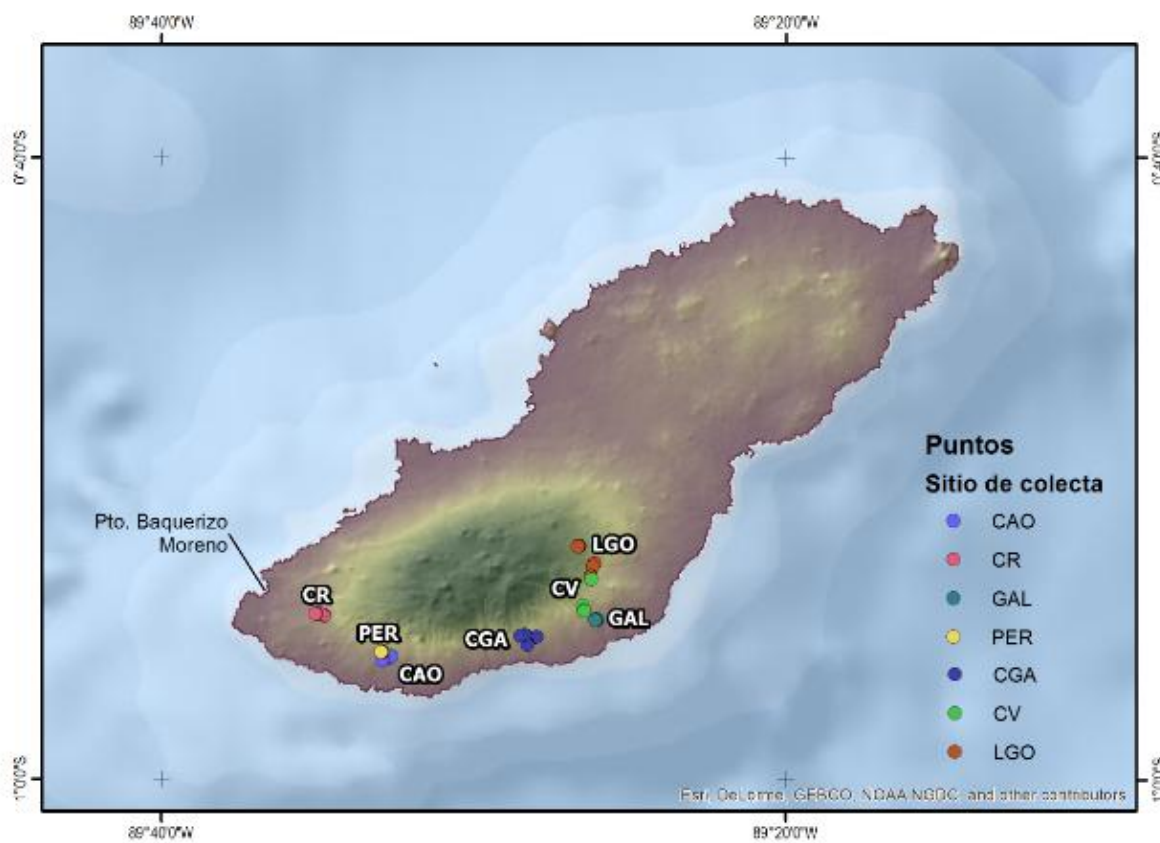 89°40'0"W
89°20'0"W
0°40'0"S
0°40'0"S
Pto. Baquerizo
Moreno
CR
PER
CAO
CGA
CV
LGO
GAL
Puntos
Sitio de colecta
CAO
CR
GAL
PER
CGA
CV
LGO
1°0'0"S
1°0'0"S
Esri, DeLorme, GEBCO, NOAA NGDC, and other contributors
89°40'0"W
89°20'0"W